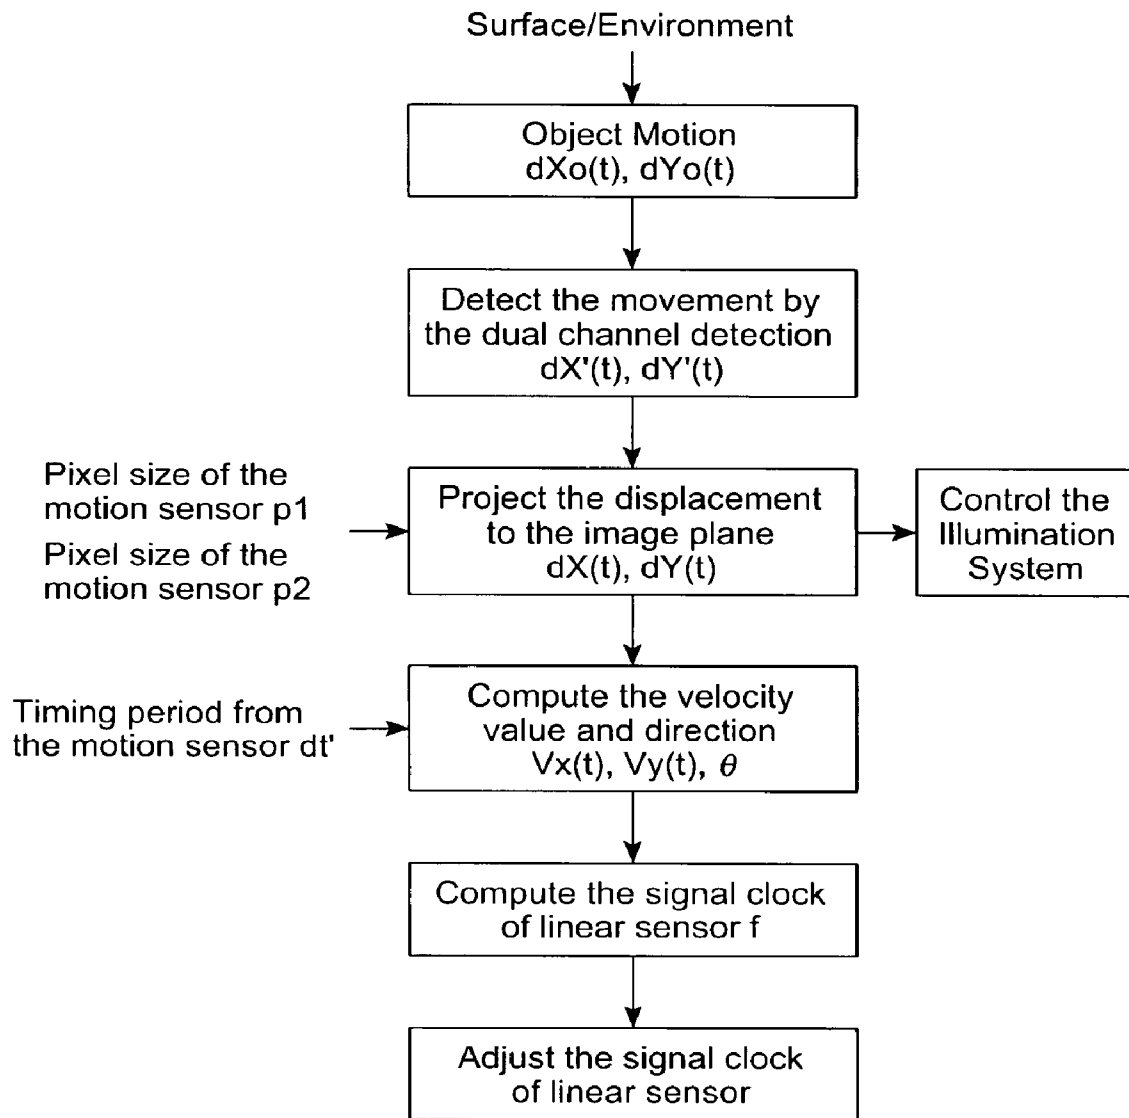 Surface/Environment
Object Motion
dXo(t), dYo(t)
Detect the movement by
the dual channel detection
dX'(t), dY'(t)
Pixel size of the
motion sensor p1
Pixel size of the
motion sensor p2
Project the displacement
to the image plane
dX(t), dY(t)
Control the
Illumination
System
Timing period from
the motion sensor dt'
Compute the velocity
value and direction
Vx(t), Vy(t), θ
Compute the signal clock
of linear sensor f
Adjust the signal clock
of linear sensor